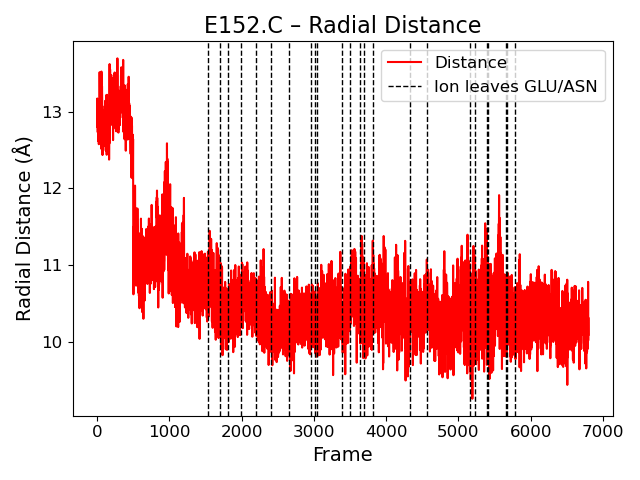 E152.C – Radial Distance
Distance
Ion leaves GLU/ASN
Radial Distance (Å)
13
12
11
10
0 1000 2000 3000 4000 5000 6000 7000
Frame